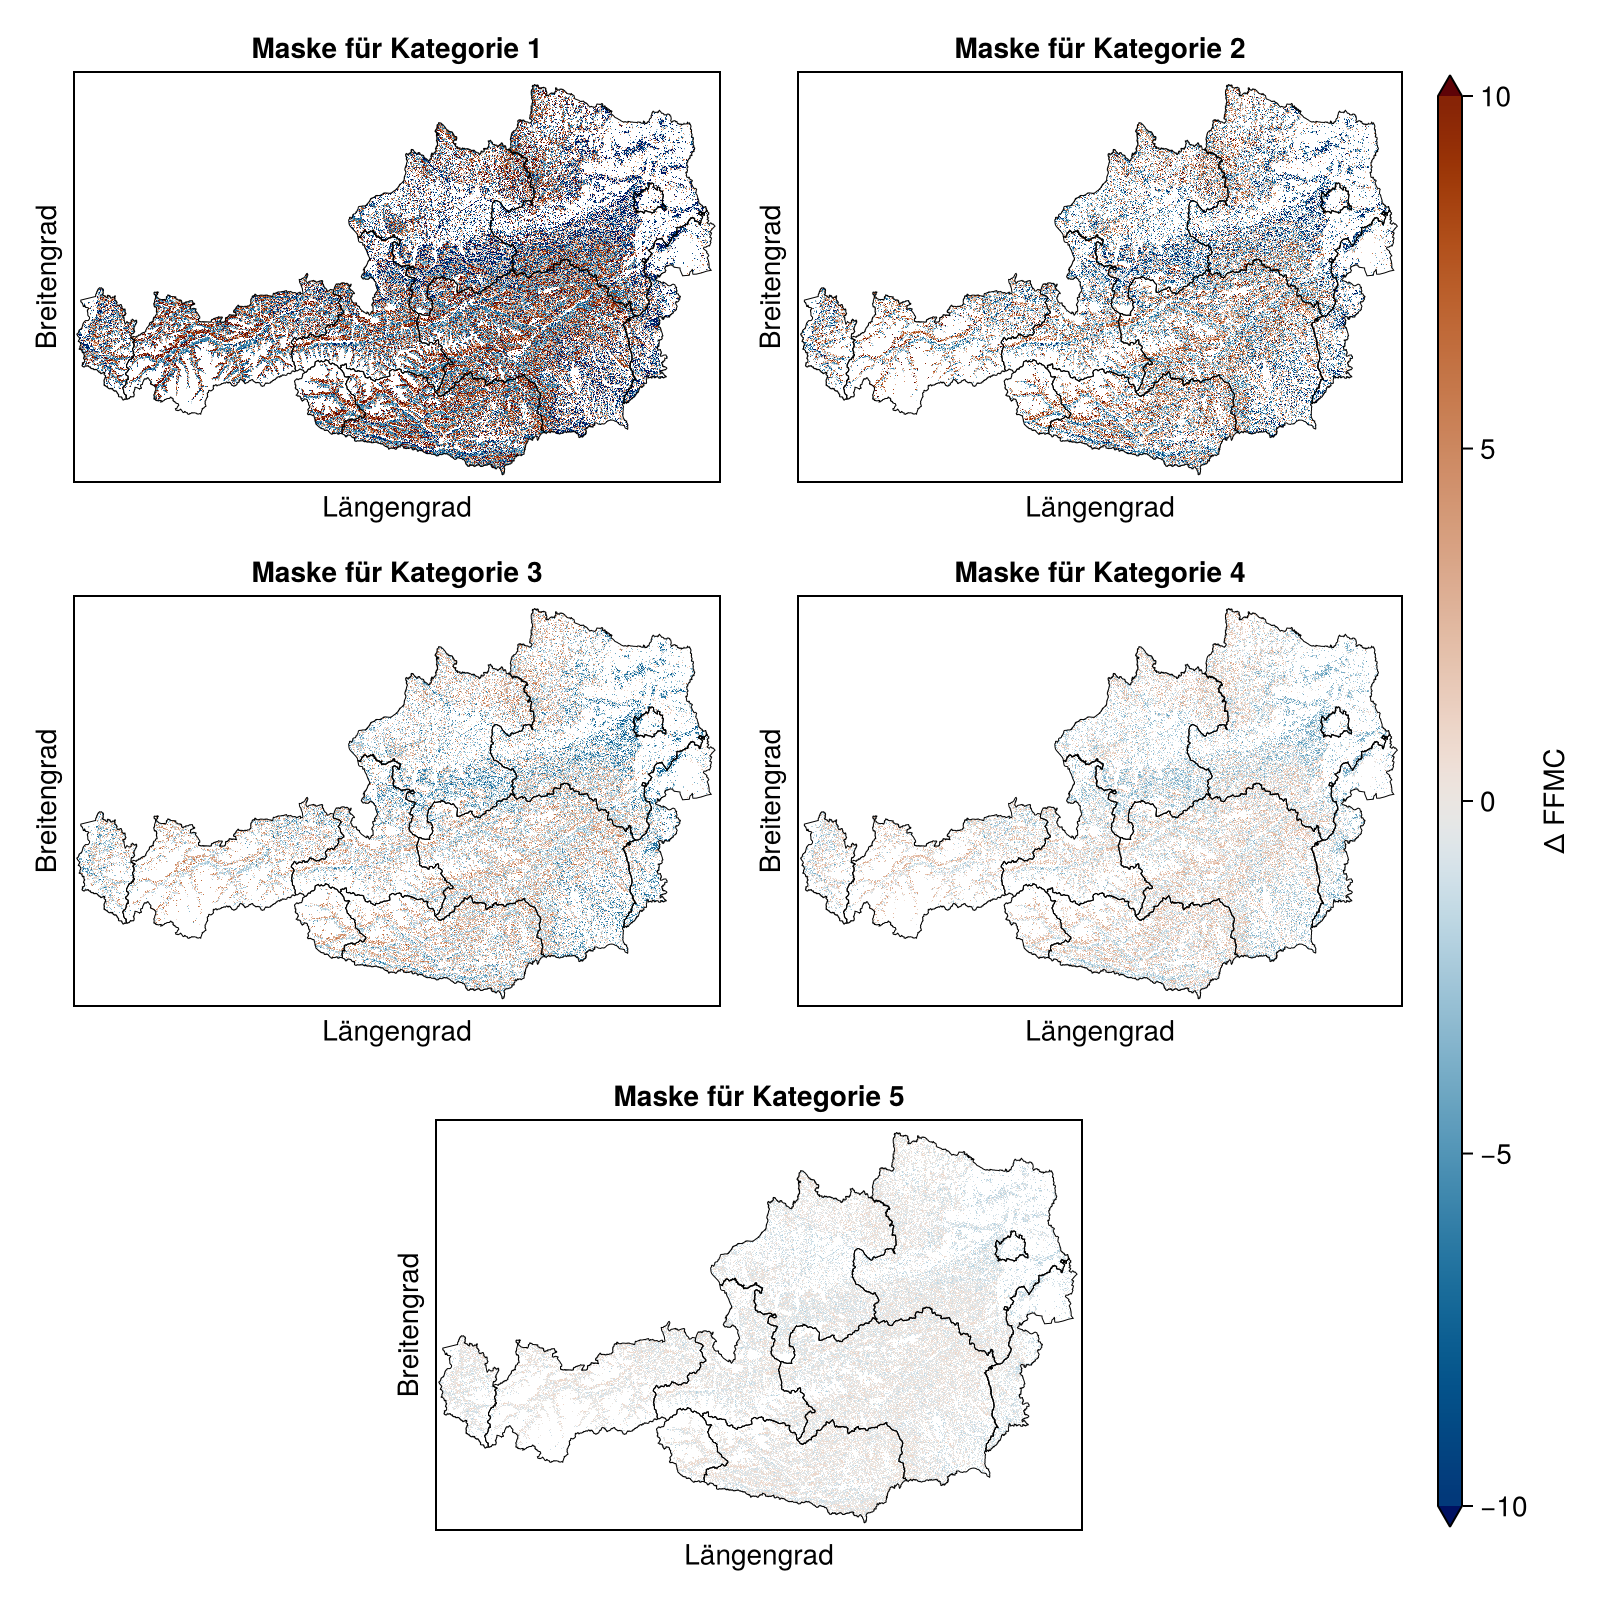 Maske für Kategorie 1
Maske für Kategorie 2
Breitengrad
Längengrad
Breitengrad
Längengrad
Maske für Kategorie 3
Maske für Kategorie 4
Breitengrad
Längengrad
Breitengrad
Längengrad
Maske für Kategorie 5
Breitengrad
Längengrad
10
5
0
−5
−10
Δ FFMC